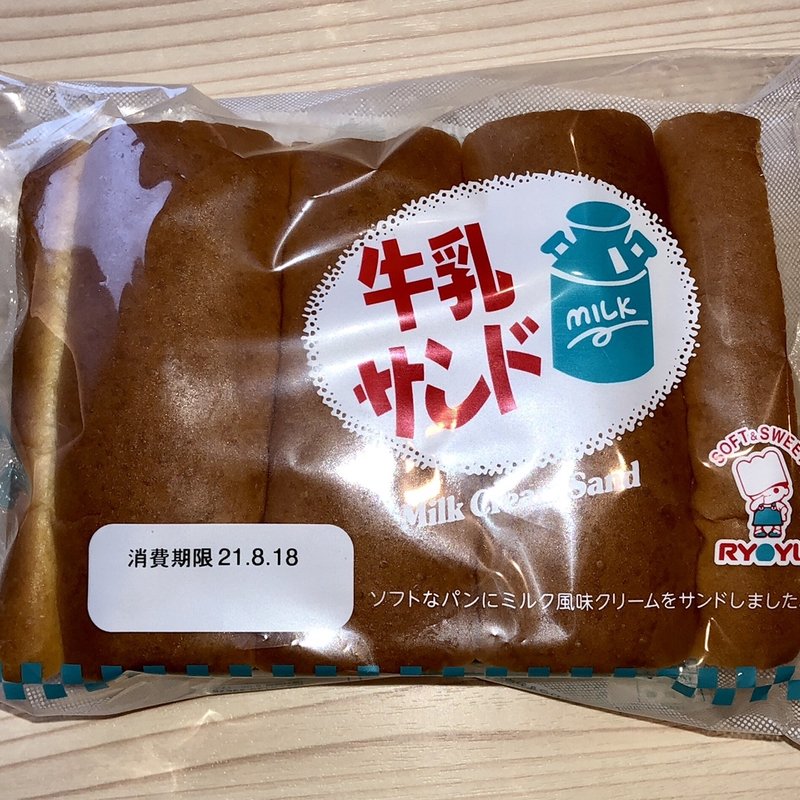 牛乳
サンド
MILK
Milk Cream Sand
SOFT&SWEE
RYOYU
消費期限 21.8.18
ソフトなパンにミルク風味クリームをサンドしました